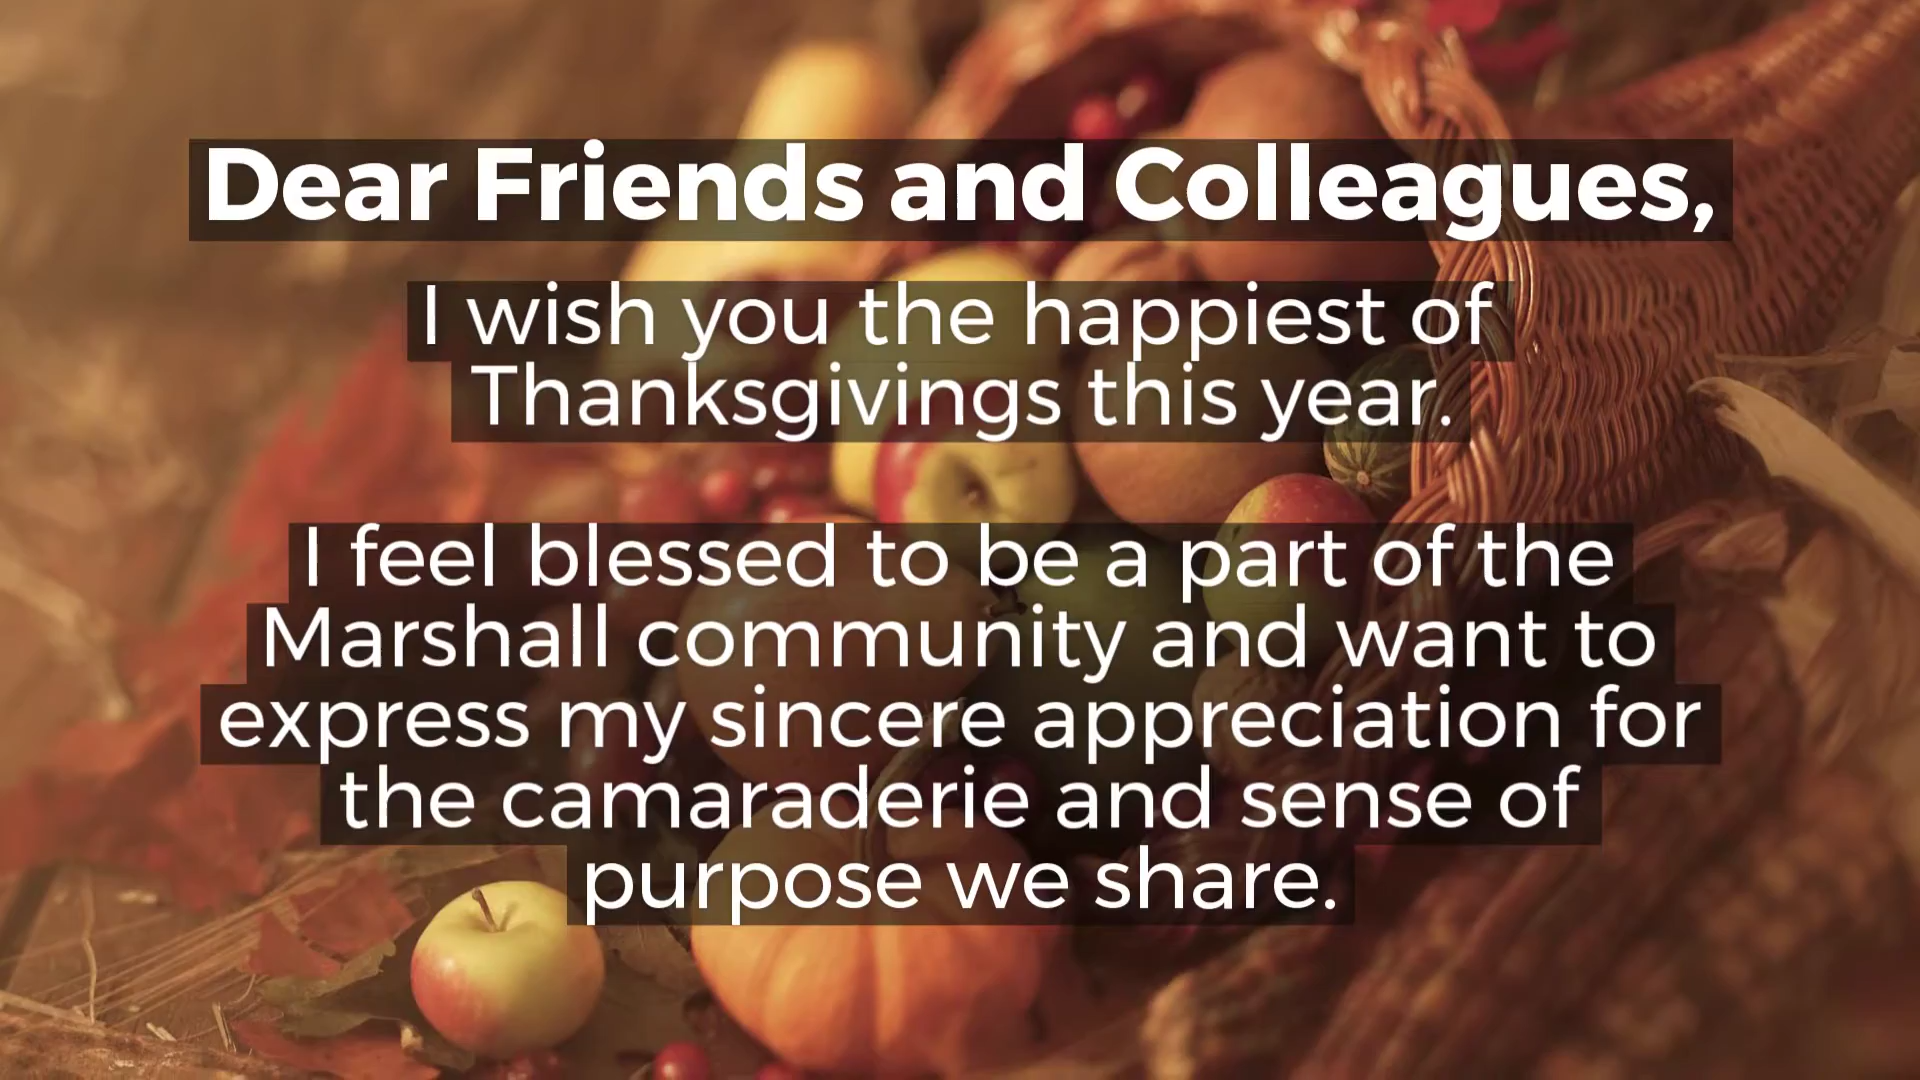 Dear Friends and Colleagues,
I wish you the happiest of
Thanksgivings this year.
I feel blessed to be a part of the
Marshall community and want to
express my sincere appreciation for
the camaraderie and sense of
purpose we share.